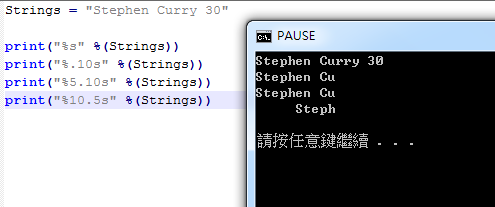 Strings = "Stephen Curry 30"
print("%s" %(Strings))
print("%.10s" %(Strings))
print("%5.10s" %(Strings))
print("%10.5s" %(Strings))
C:\. PAUSE
Stephen Curry 30
Stephen Cu
Stephen Cu
     Steph
請按任意鍵繼續 . . .